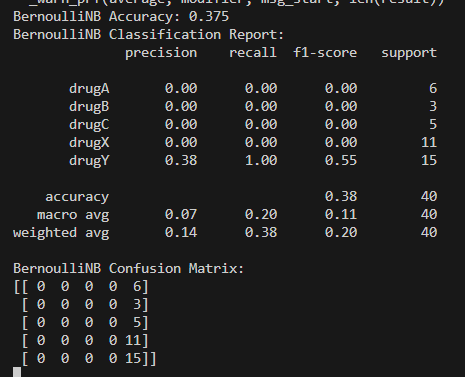 _warn_prf(average, modifier, msg_start, len(result))
BernoulliNB Accuracy: 0.375
BernoulliNB Classification Report:
              precision    recall  f1-score   support

       drugA       0.00      0.00      0.00         6
       drugB       0.00      0.00      0.00         3
       drugC       0.00      0.00      0.00         5
       drugX       0.00      0.00      0.00        11
       drugY       0.38      1.00      0.55        15

    accuracy                           0.38        40
   macro avg       0.07      0.20      0.11        40
weighted avg       0.14      0.38      0.20        40

BernoulliNB Confusion Matrix:
[[ 0  0  0  0  6]
 [ 0  0  0  0  3]
 [ 0  0  0  0  5]
 [ 0  0  0  0 11]
 [ 0  0  0  0 15]]